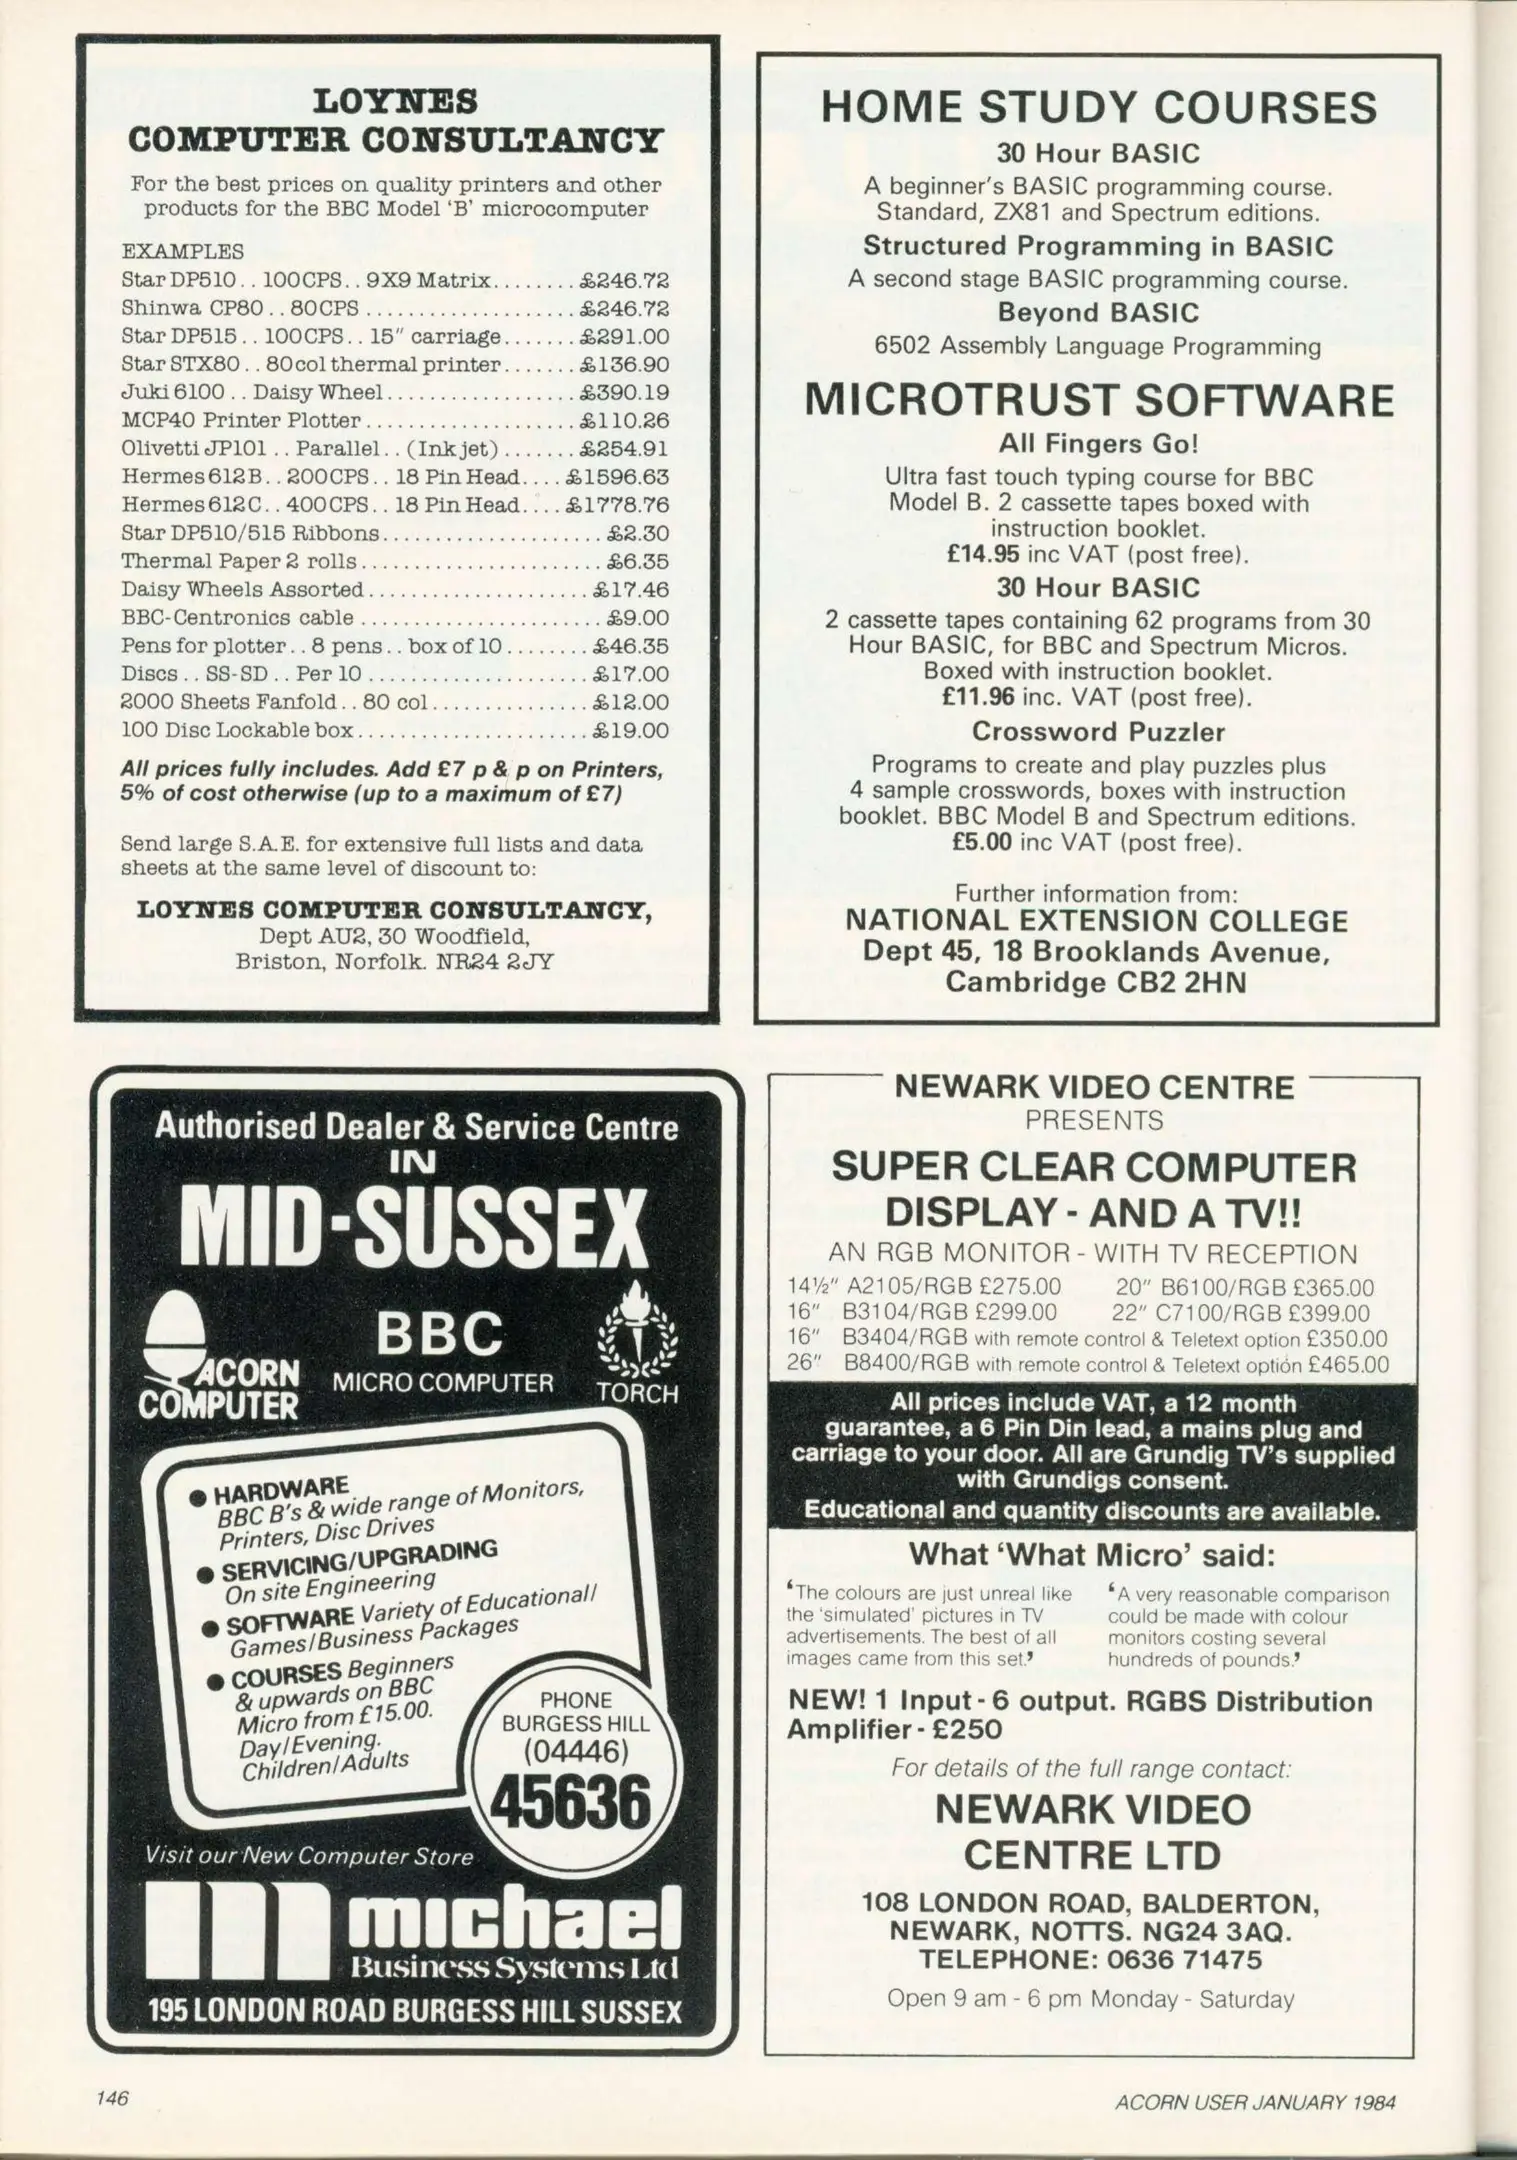 LOYNES
COMPUTER CONSULTANCY
For the best prices on quality printers and other
products for the BBC Model 'B' microcomputer
EXAMPLES
Star DP510 . . 100CPS . . 9X9 Matrix . . . . . . . . £246.72
Shinwa CP80 . . 80CPS . . . . . . . . . . . . . . . . . . . . £246.72
Star DP515 . . 100CPS . . 15" carriage . . . . . . . £291.00
Star STX80 . . 80col thermal printer . . . . . . . £136.90
Juki 6100 . . Daisy Wheel . . . . . . . . . . . . . . . . . . £390.19
MCP40 Printer Plotter . . . . . . . . . . . . . . . . . . . . £110.26
Olivetti JP101 . . Parallel . . (Ink jet) . . . . . . . £254.91
Hermes 612B . . 200CPS . . 18 Pin Head . . . . £1596.63
Hermes 612C . . 400CPS . . 18 Pin Head . . . . £1778.76
Star DP510/515 Ribbons . . . . . . . . . . . . . . . . . . . . . £2.30
Thermal Paper 2 rolls . . . . . . . . . . . . . . . . . . . . . . . £6.35
Daisy Wheels Assorted . . . . . . . . . . . . . . . . . . . . . £17.46
BBC-Centronics cable . . . . . . . . . . . . . . . . . . . . . . . £9.00
Pens for plotter . . 8 pens . . box of 10 . . . . . . . . £46.35
Discs . . SS-SD . . Per 10 . . . . . . . . . . . . . . . . . . . . . £17.00
2000 Sheets Fanfold . . 80 col . . . . . . . . . . . . . . . £12.00
100 Disc Lockable box . . . . . . . . . . . . . . . . . . . . . . £19.00
All prices fully includes. Add £7 p & p on Printers,
5% of cost otherwise (up to a maximum of £7)
Send large S.A.E. for extensive full lists and data
sheets at the same level of discount to:
LOYNES COMPUTER CONSULTANCY,
Dept AU2, 30 Woodfield,
Briston, Norfolk. NR24 2JY
HOME STUDY COURSES
30 Hour BASIC
A beginner's BASIC programming course.
Standard, ZX81 and Spectrum editions.
Structured Programming in BASIC
A second stage BASIC programming course.
Beyond BASIC
6502 Assembly Language Programming
MICROTRUST SOFTWARE
All Fingers Go!
Ultra fast touch typing course for BBC
Model B. 2 cassette tapes boxed with
instruction booklet.
£14.95 inc VAT (post free).
30 Hour BASIC
2 cassette tapes containing 62 programs from 30
Hour BASIC, for BBC and Spectrum Micros.
Boxed with instruction booklet.
£11.96 inc. VAT (post free).
Crossword Puzzler
Programs to create and play puzzles plus
4 sample crosswords, boxes with instruction
booklet. BBC Model B and Spectrum editions.
£5.00 inc VAT (post free).
Further information from:
NATIONAL EXTENSION COLLEGE
Dept 45, 18 Brooklands Avenue,
Cambridge CB2 2HN
Authorised Dealer & Service Centre
IN
MID-SUSSEX
ACORN
COMPUTER
BBC
MICRO COMPUTER
TORCH
● HARDWARE
BBC B's & wide range of Monitors,
Printers, Disc Drives
● SERVICING/UPGRADING
On site Engineering
● SOFTWARE Variety of Educational/
Games/Business Packages
● COURSES Beginners
& upwards on BBC
Micro from £15.00.
Day/Evening.
Children/Adults
PHONE
BURGESS HILL
(04446)
45636
Visit our New Computer Store
m michael
Business Systems Ltd
195 LONDON ROAD BURGESS HILL SUSSEX
NEWARK VIDEO CENTRE
PRESENTS
SUPER CLEAR COMPUTER
DISPLAY - AND A TV!!
AN RGB MONITOR - WITH TV RECEPTION
14½" A2105/RGB £275.00 20" B6100/RGB £365.00
16" B3104/RGB £299.00 22" C7100/RGB £399.00
16" B3404/RGB with remote control & Teletext option £350.00
26" B8400/RGB with remote control & Teletext option £465.00
All prices include VAT, a 12 month
guarantee, a 6 Pin Din lead, a mains plug and
carriage to your door. All are Grundig TV's supplied
with Grundigs consent.
Educational and quantity discounts are available.
What 'What Micro' said:
'The colours are just unreal like
the 'simulated' pictures in TV
advertisements. The best of all
images came from this set.'
'A very reasonable comparison
could be made with colour
monitors costing several
hundreds of pounds.'
NEW! 1 Input - 6 output. RGBS Distribution
Amplifier - £250
For details of the full range contact:
NEWARK VIDEO
CENTRE LTD
108 LONDON ROAD, BALDERTON,
NEWARK, NOTTS. NG24 3AQ.
TELEPHONE: 0636 71475
Open 9 am - 6 pm Monday - Saturday
146
ACORN USER JANUARY 1984